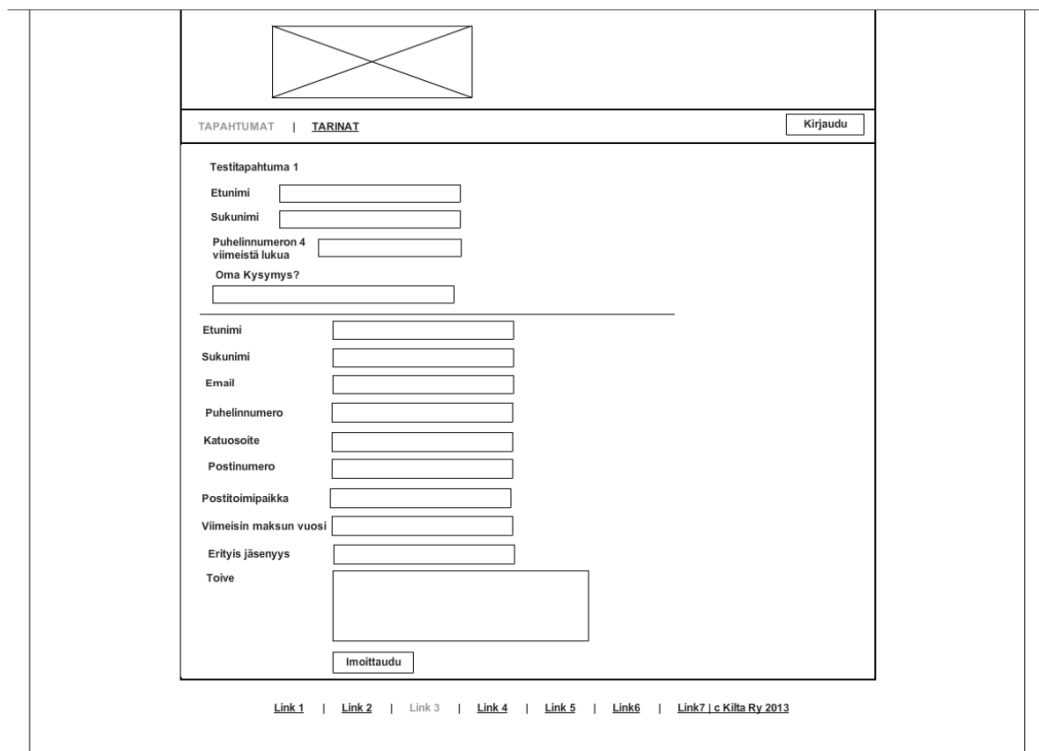 TAPAHTUMAT | TARINAT Kirjaudu
Testitapahtuma 1
Etunimi
Sukunimi
Puhelinnumeron 4
viimeistä lukua
Oma Kysymys?
Etunimi
Sukunimi
Email
Puhelinnumero
Katuosoite
Postinumero
Postitoimipaikka
Viimeisin maksun vuosi
Erityis jäsenyys
Toive
Imoittaudu
Link 1 | Link 2 | Link 3 | Link 4 | Link 5 | Link6 | Link7 | c Kilta Ry 2013